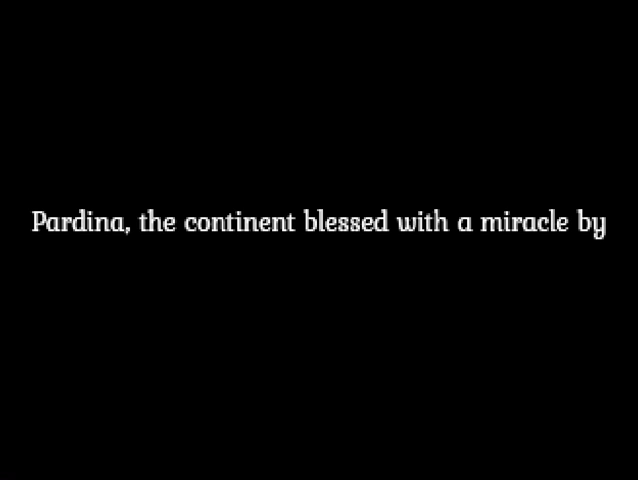 Pardina, the continent blessed with a miracle by